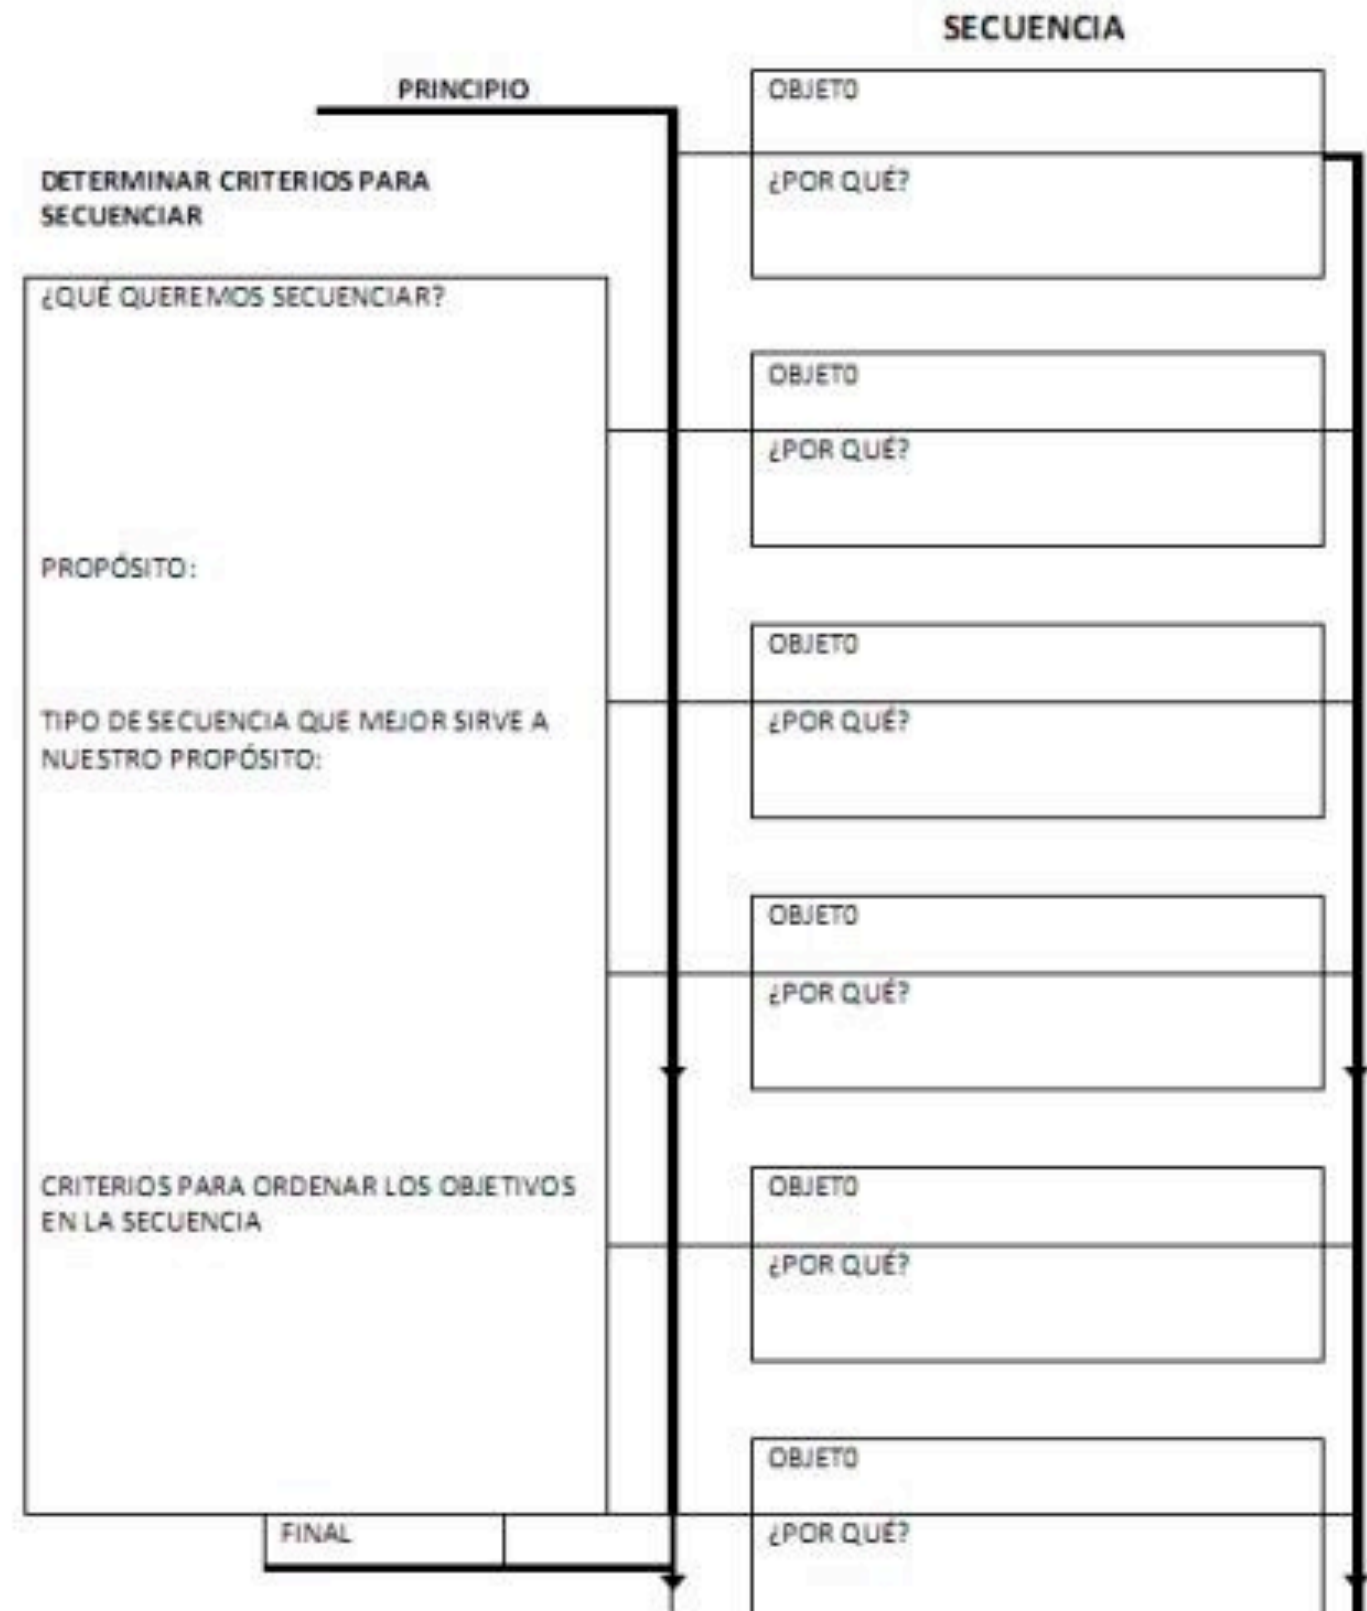 SECUENCIA
PRINCIPIO
DETERMINAR CRITERIOS PARA
SECUENCIAR
¿QUÉ QUEREMOS SECUENCIAR?
PROPÓSITO:
TIPO DE SECUENCIA QUE MEJOR SIRVE A
NUESTRO PROPÓSITO:
CRITERIOS PARA ORDENAR LOS OBJETIVOS
EN LA SECUENCIA
FINAL
OBJETO
¿POR QUÉ?
OBJETO
¿POR QUÉ?
OBJETO
¿POR QUÉ?
OBJETO
¿POR QUÉ?
OBJETO
¿POR QUÉ?
OBJETO
¿POR QUÉ?